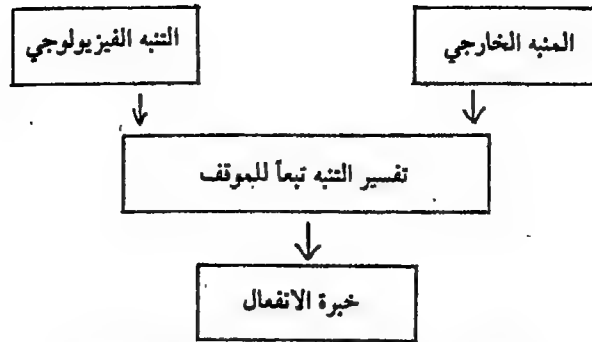 المنبه الخارجي
التنبه الفيزيولوجي
تفسير التنبه تبعاً للموقف
خبرة الانفعال